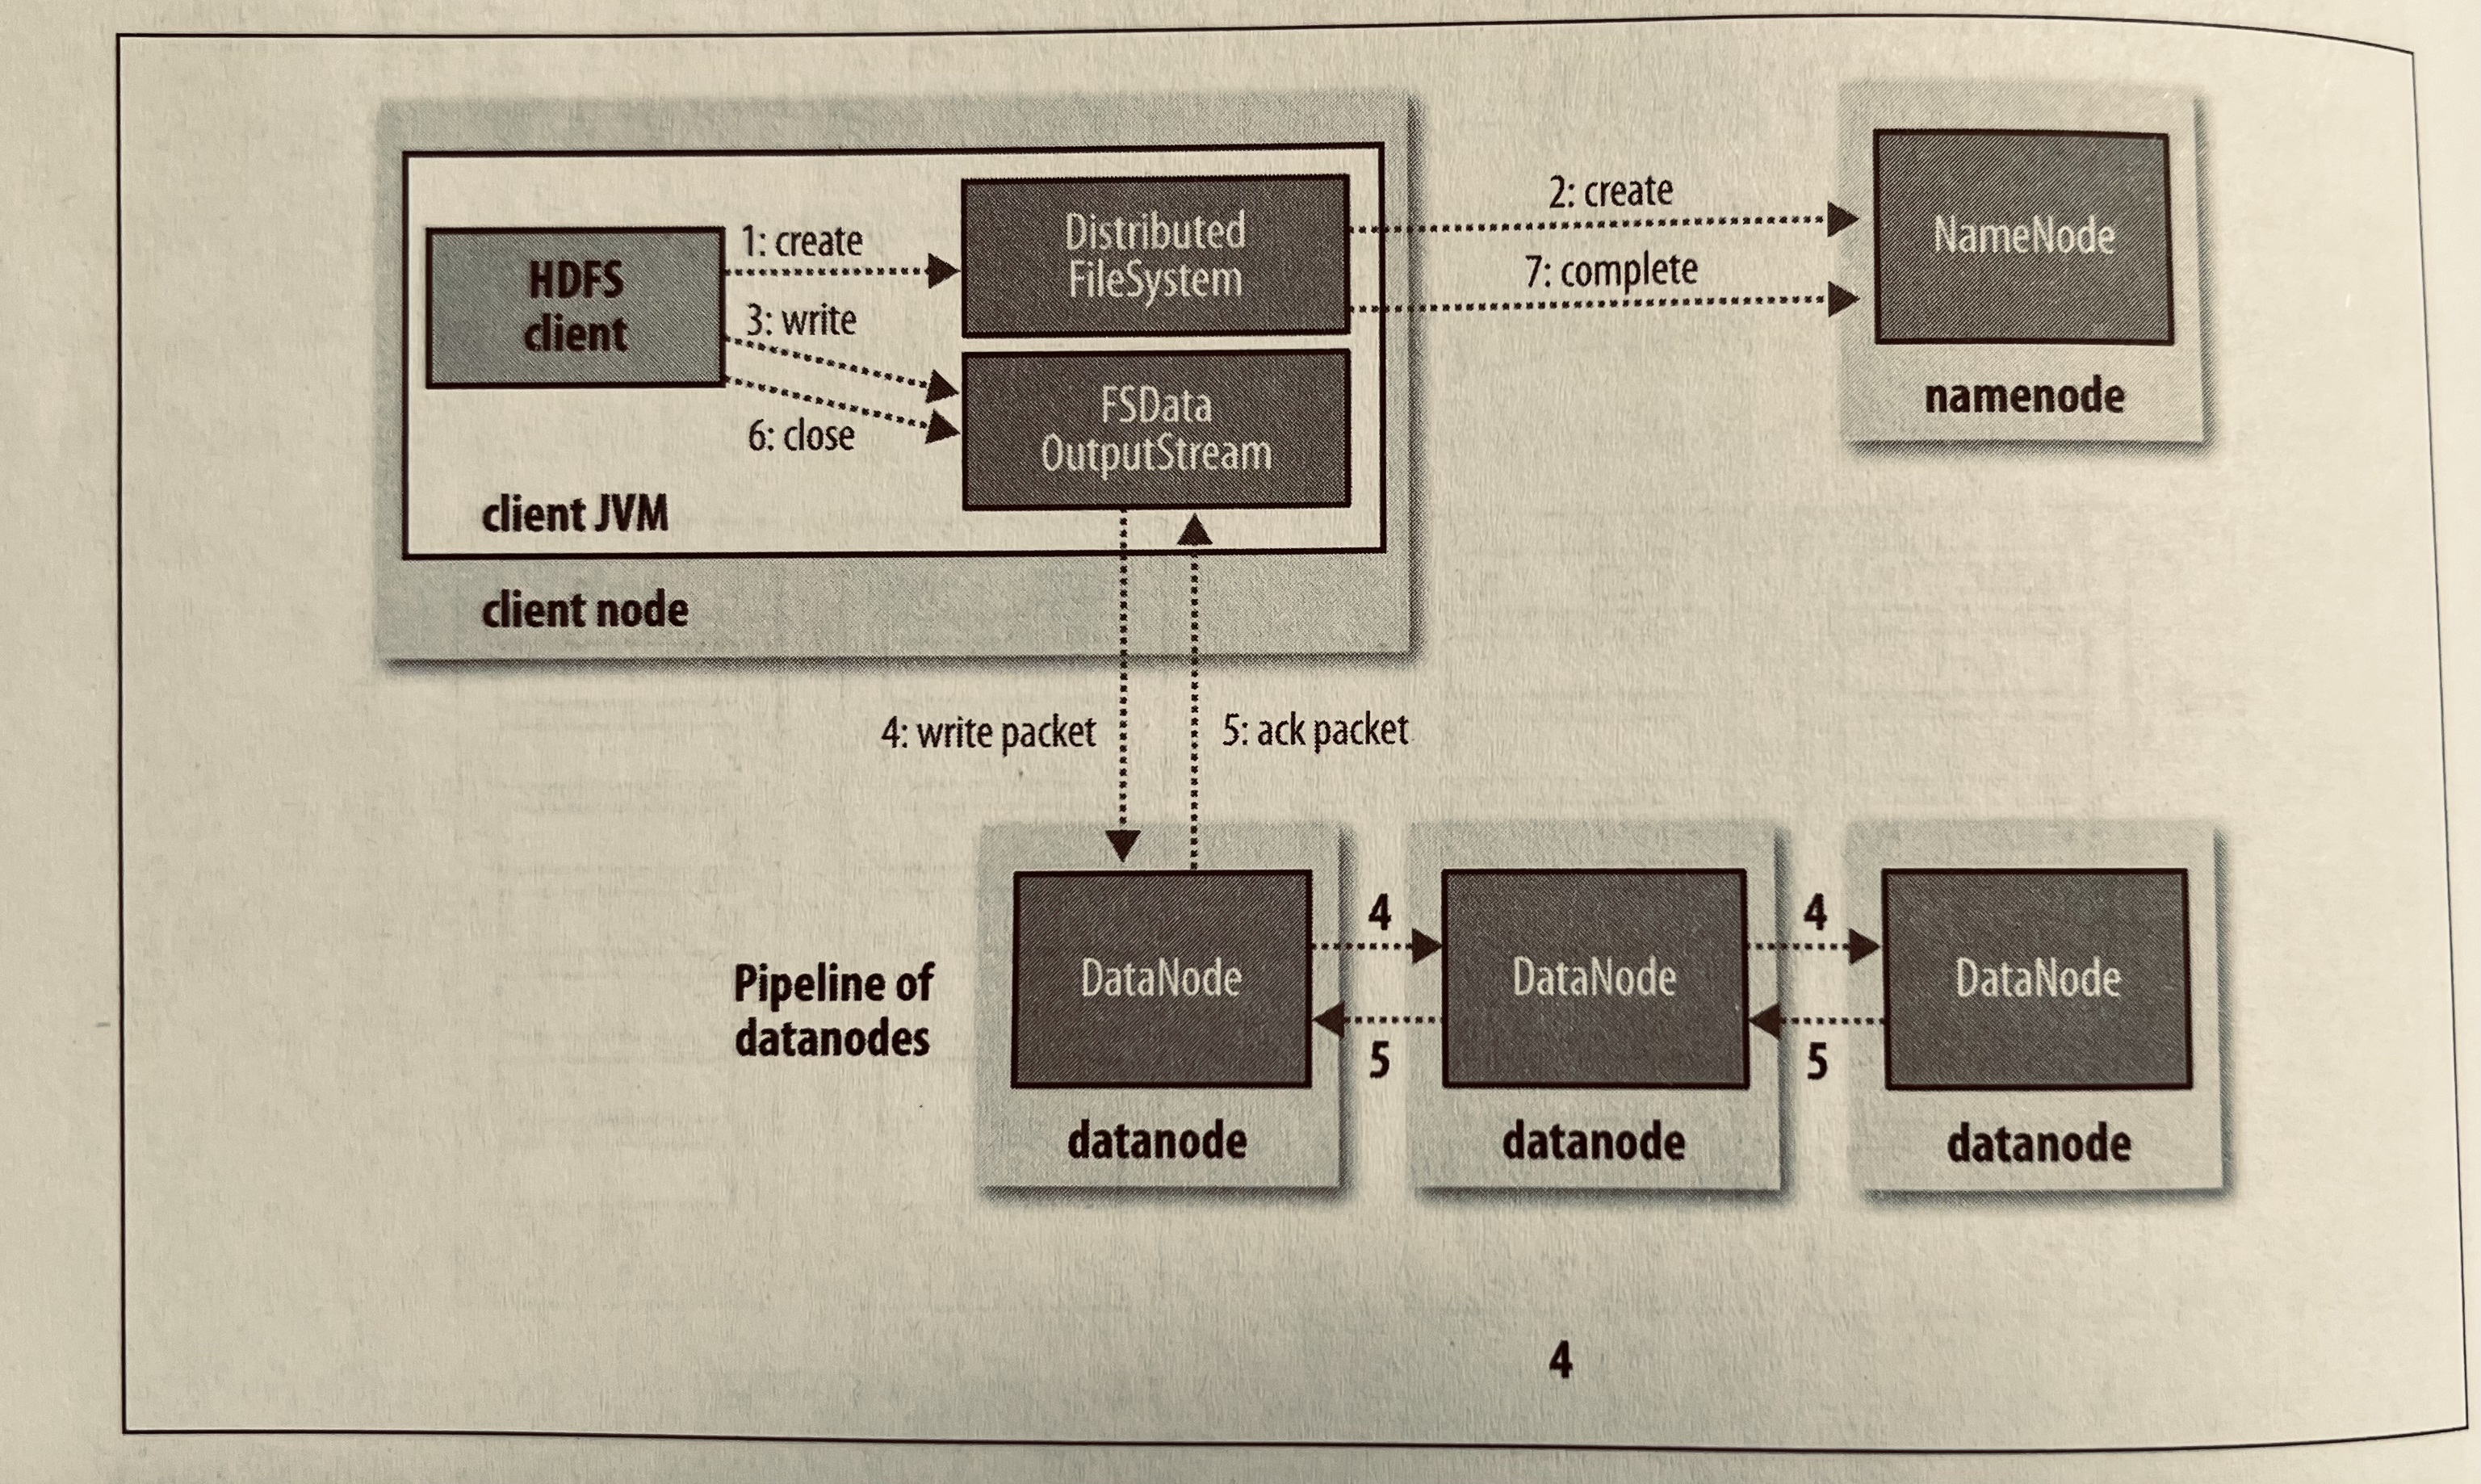 1: create
HDFS
client
3: write
6: close
Distributed
FileSystem
FSData
OutputStream
client JVM
client node
2: create
7: complete
NameNode
namenode
4: write packet
5: ack packet
Pipeline of
datanodes
DataNode
datanode
4
5
DataNode
datanode
4
5
DataNode
datanode
4